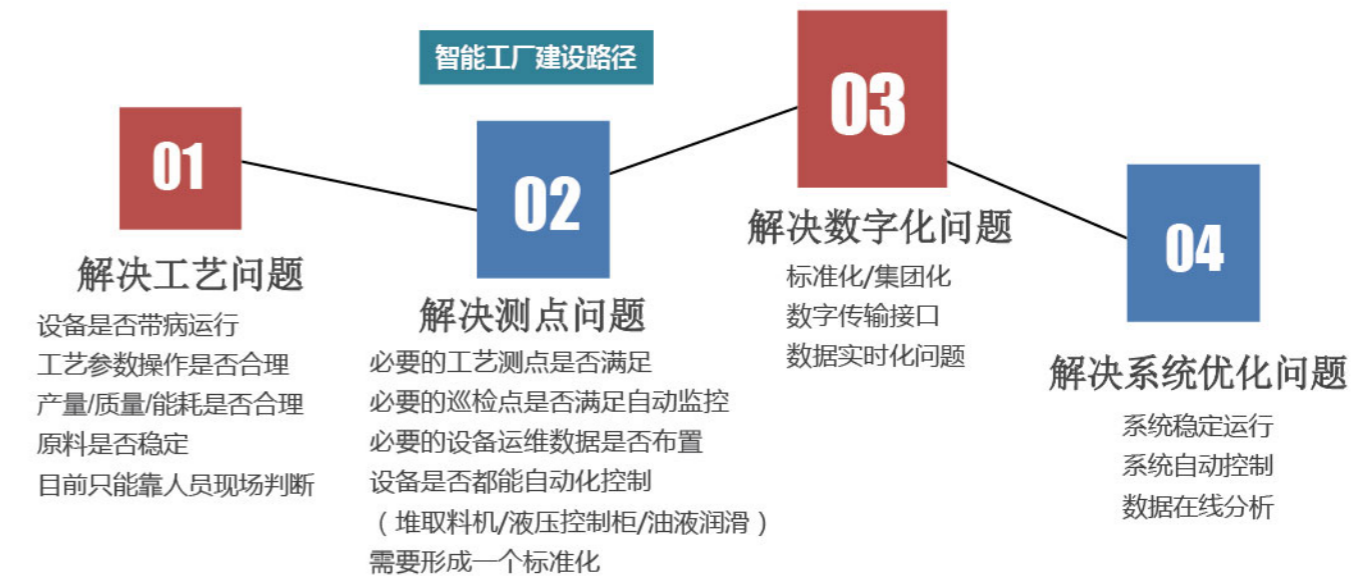 智能工厂建设路径
01
解决工艺问题
设备是否带病运行
工艺参数操作是否合理
产量/质量/能耗是否合理
原料是否稳定
目前只能靠人员现场判断
02
解决测点问题
必要的工艺测点是否满足
必要的巡检点是否满足自动监控
必要的设备运维数据是否布置
设备是否都能自动化控制
（堆取料机/液压控制柜/油液润滑）
需要形成一个标准化
03
解决数字化问题
标准化/集团化
数字传输接口
数据实时化问题
04
解决系统优化问题
系统稳定运行
系统自动控制
数据在线分析